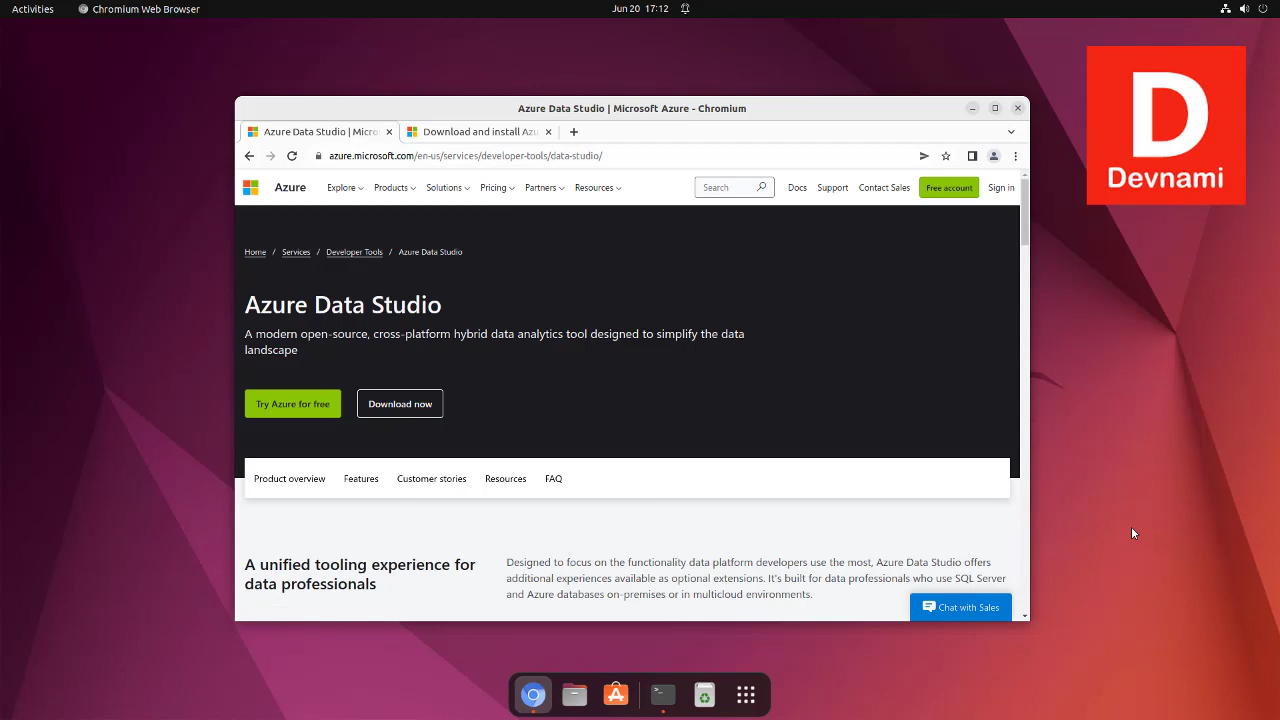 Activities
Chromium Web Browser
Jun 20 17:12
D
Devnami
Azure Data Studio | Microsoft Azure - Chromium
Azure Data Studio | Micro
Download and install Azu
azure.microsoft.com/en-us/services/developer-tools/data-studio/
Azure
Explore
Products
Solutions
Pricing
Partners
Resources
Search
Docs
Support
Contact Sales
Free account
Sign in
Home / Services / Developer Tools / Azure Data Studio
Azure Data Studio
A modern open-source, cross-platform hybrid data analytics tool designed to simplify the data
landscape
Try Azure for free
Download now
Product overview
Features
Customer stories
Resources
FAQ
A unified tooling experience for
data professionals
Designed to focus on the functionality data platform developers use the most, Azure Data Studio offers
additional experiences available as optional extensions. It's built for data professionals who use SQL Server
and Azure databases on-premises or in multicloud environments.
Chat with Sales